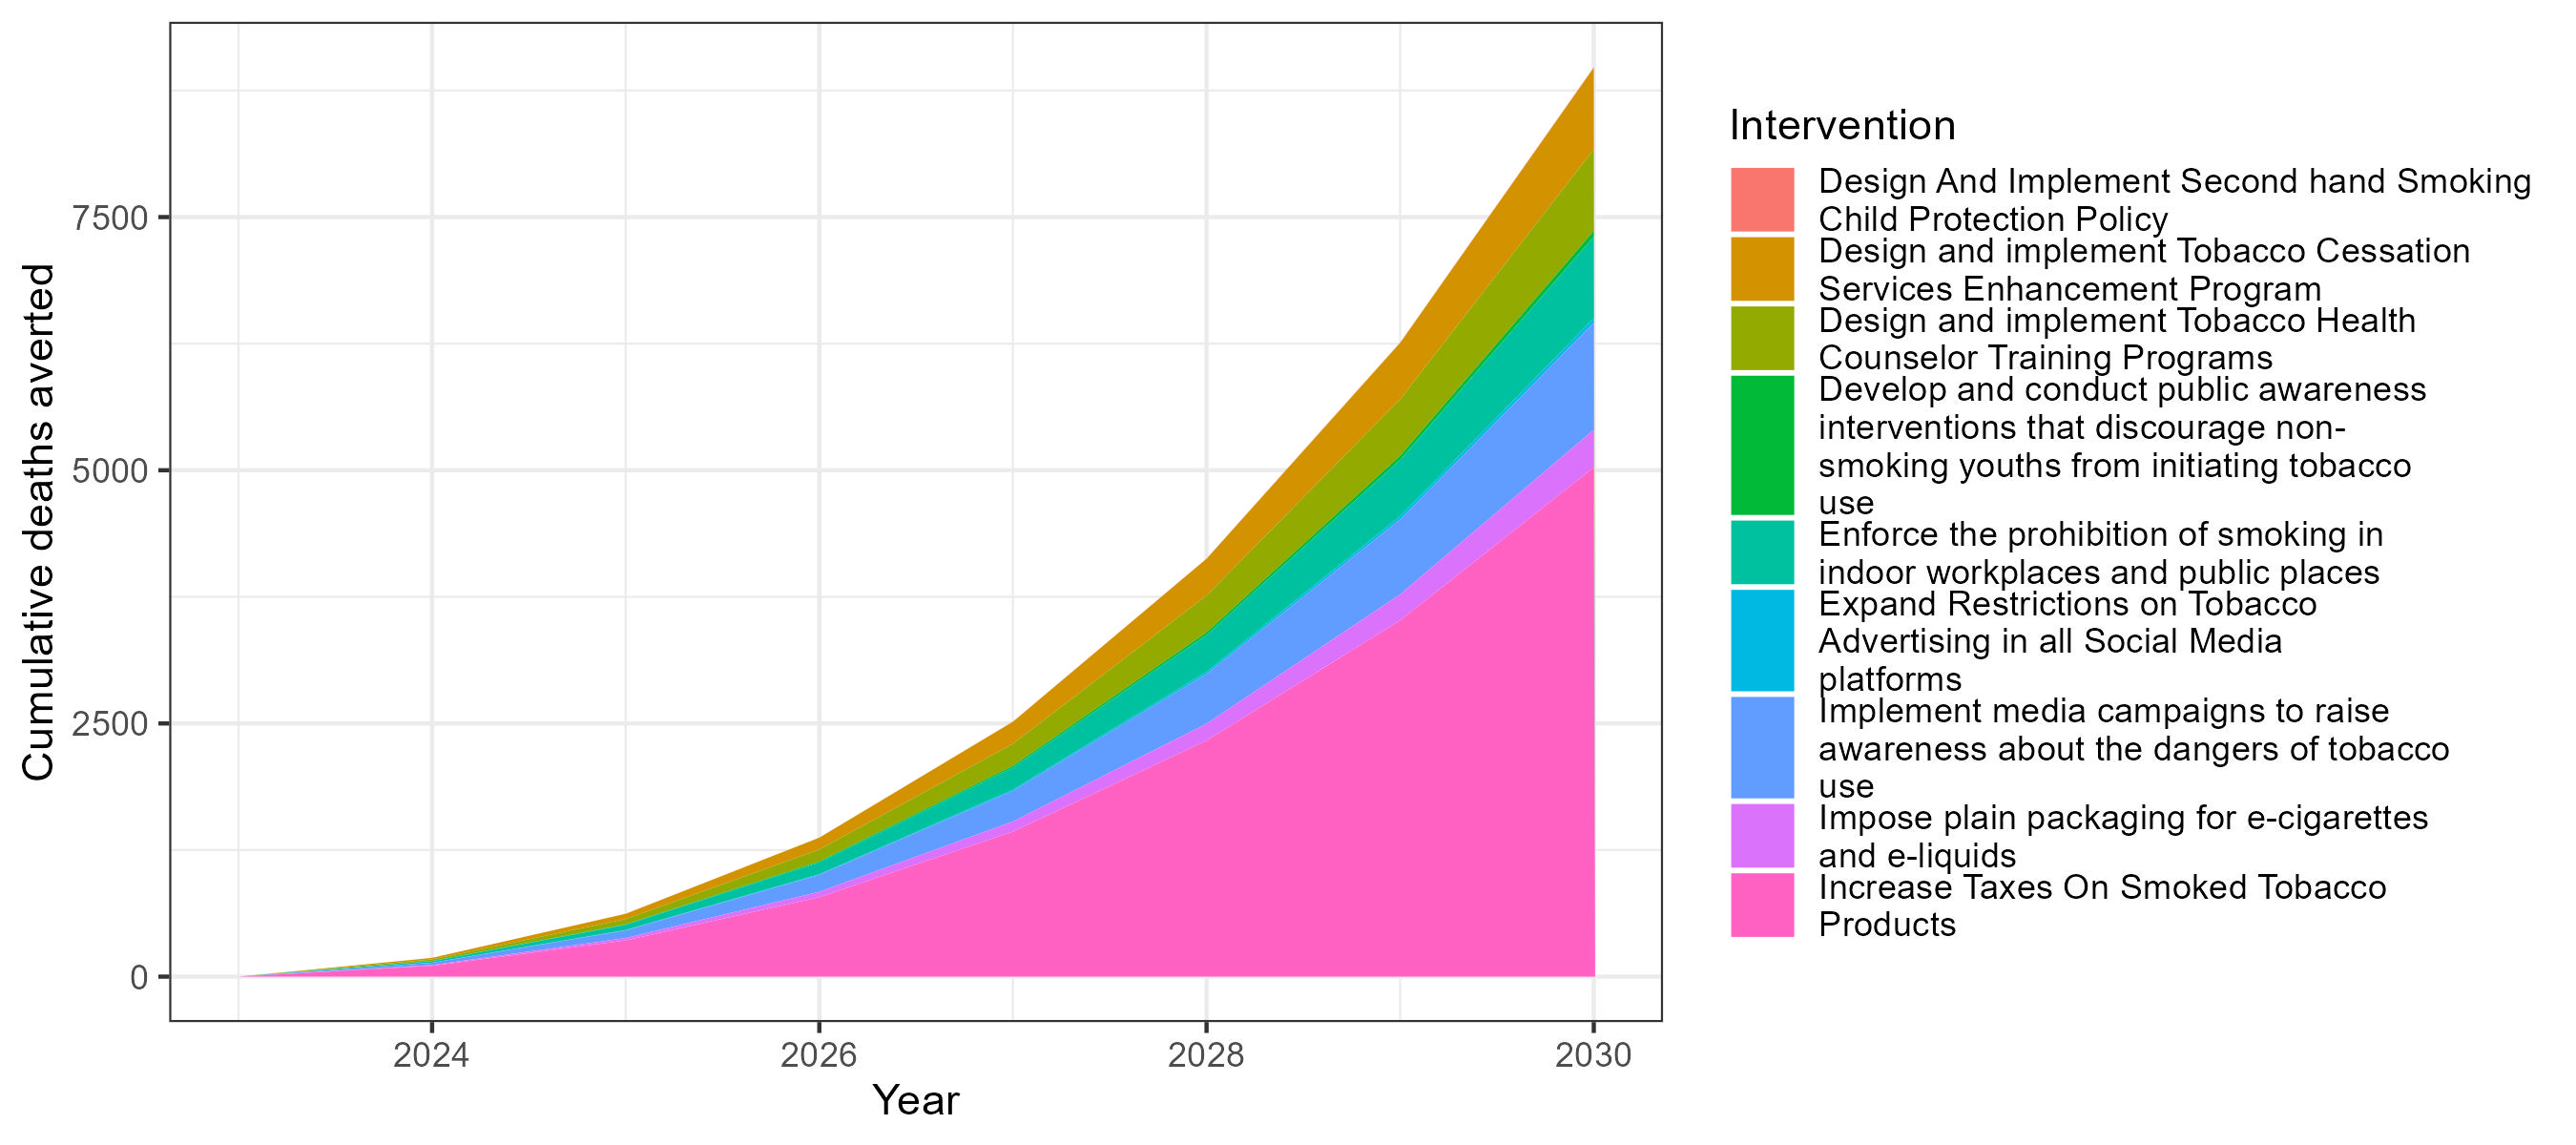 Cumulative deaths averted
7500
5000
2500
0
2024
2026
2028
2030
Year
Intervention
Design And Implement Second hand Smoking
Child Protection Policy
Design and implement Tobacco Cessation
Services Enhancement Program
Design and implement Tobacco Health
Counselor Training Programs
Develop and conduct public awareness
interventions that discourage non-
smoking youths from initiating tobacco
use
Enforce the prohibition of smoking in
indoor workplaces and public places
Expand Restrictions on Tobacco
Advertising in all Social Media
platforms
Implement media campaigns to raise
awareness about the dangers of tobacco
use
Impose plain packaging for e-cigarettes
and e-liquids
Increase Taxes On Smoked Tobacco
Products